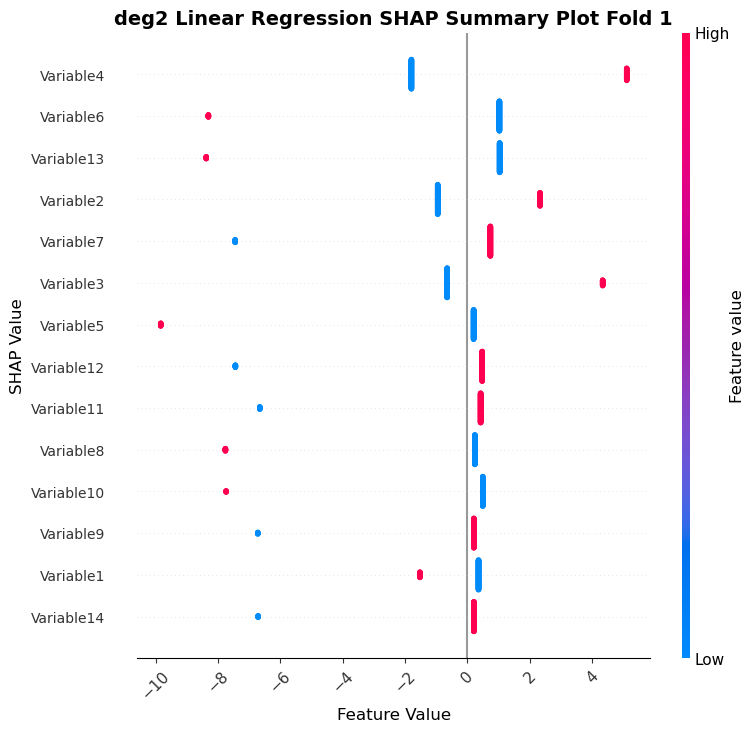 deg2 Linear Regression SHAP Summary Plot Fold 1
High
Variable4
Variable6
Variable13
Variable2
Variable7
Variable3
Variable5
Variable12
Variable11
Variable8
Variable10
Variable9
Variable1
Variable14
SHAP Value
Feature value
Low
−10
−8
−6
−4
−2
0
2
4
Feature Value